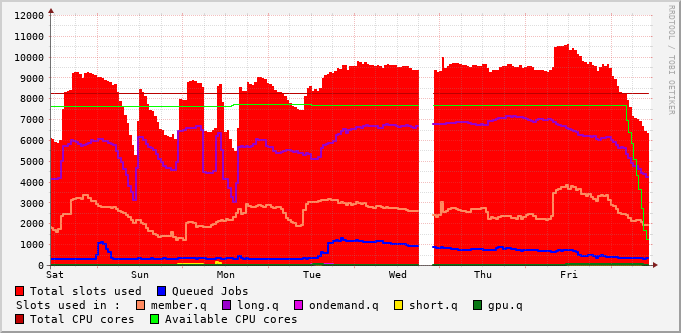 12000
11000
10000
9000
8000
7000
6000
5000
4000
3000
2000
1000
0
Sat Sun Mon Tue Wed Thu Fri
RRDTOOL / TOBI OETIKER
Total slots used Queued Jobs
Slots used in : member.q long.q ondemand.q short.q gpu.q
Total CPU cores Available CPU cores